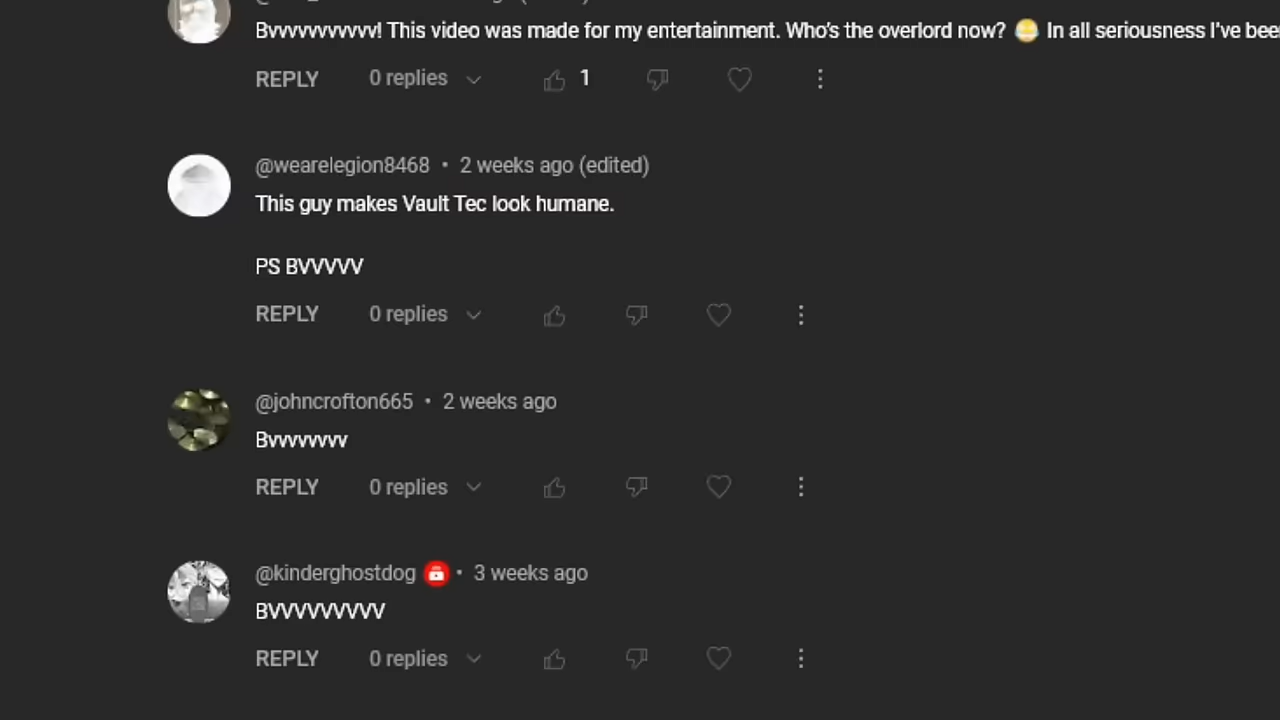 Bvvvvvvvvvv! This video was made for my entertainment. Who's the overlord now? 😳 In all seriousness I've bee
REPLY 0 replies 1
@wearelegion8468 • 2 weeks ago (edited)
This guy makes Vault Tec look humane.
PS BVVVVV
REPLY 0 replies
@johncrofton665 • 2 weeks ago
Bvvvvvvvv
REPLY 0 replies
@kinderghostdog • 3 weeks ago
BVVVVVVVVV
REPLY 0 replies